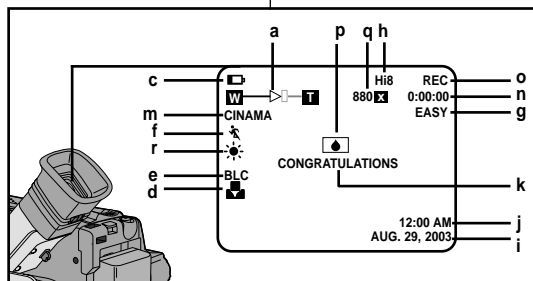 a p q h
c Hi8 REC o
W T 880 X 0:00:00 n
m CINAMA EASY g
f
r
CONGRATULATIONS
e BLC k
d
12:00 AM j
AUG. 29, 2003 i